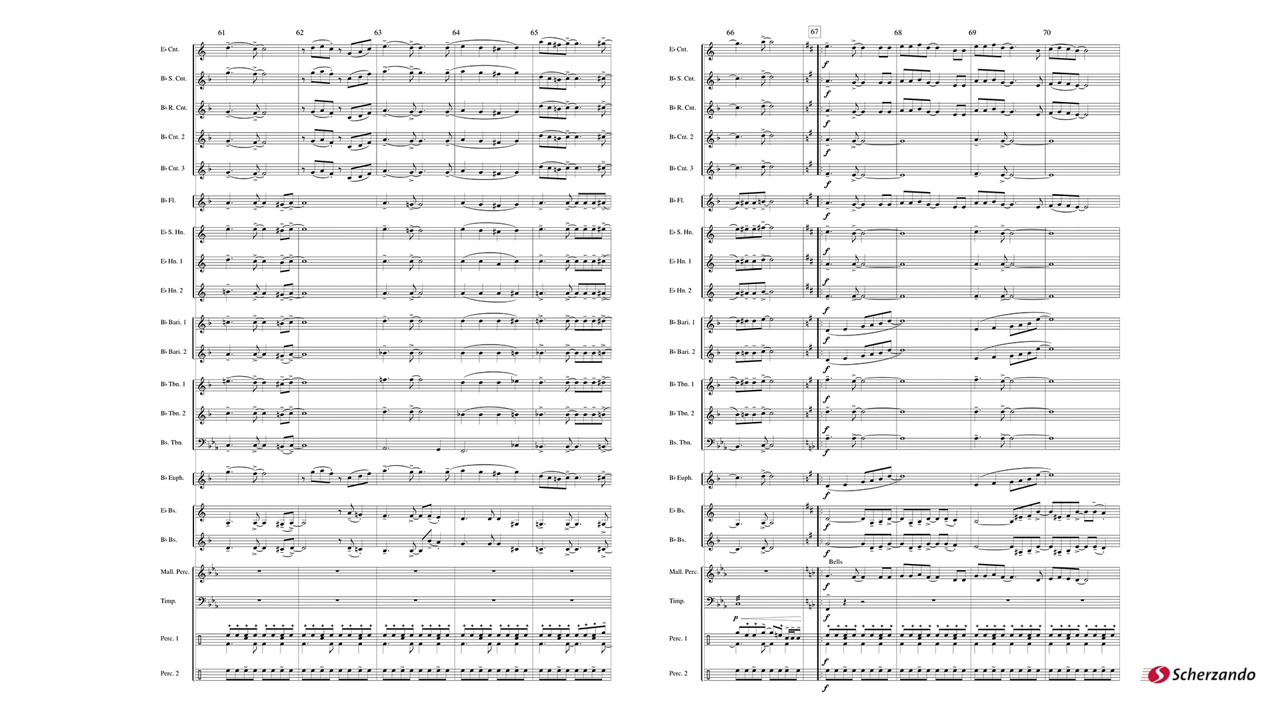 61 62 63 64 65
E♭ Cnt.
B♭ S. Cnt.
B♭ R. Cnt.
B♭ Cnt. 2
B♭ Cnt. 3
B♭ Fl.
E♭ S. Hn.
E♭ Hn. 1
E♭ Hn. 2
B♭ Bari. 1
B♭ Bari. 2
B♭ Tbn. 1
B♭ Tbn. 2
Bs. Tbn.
B♭ Euph.
E♭ Bs.
B♭ Bs.
Mall. Perc.
Timp.
Perc. 1
Perc. 2
66 67 68 69 70
E♭ Cnt.
f
B♭ S. Cnt.
f
B♭ R. Cnt.
f
B♭ Cnt. 2
f
B♭ Cnt. 3
f
B♭ Fl.
f
E♭ S. Hn.
f
E♭ Hn. 1
f
E♭ Hn. 2
f
B♭ Bari. 1
f
B♭ Bari. 2
f
B♭ Tbn. 1
f
B♭ Tbn. 2
f
Bs. Tbn.
f
B♭ Euph.
f
E♭ Bs.
f
B♭ Bs.
f
Bells
Mall. Perc.
f
Timp.
p f
Perc. 1
f
Perc. 2
f
Scherzando